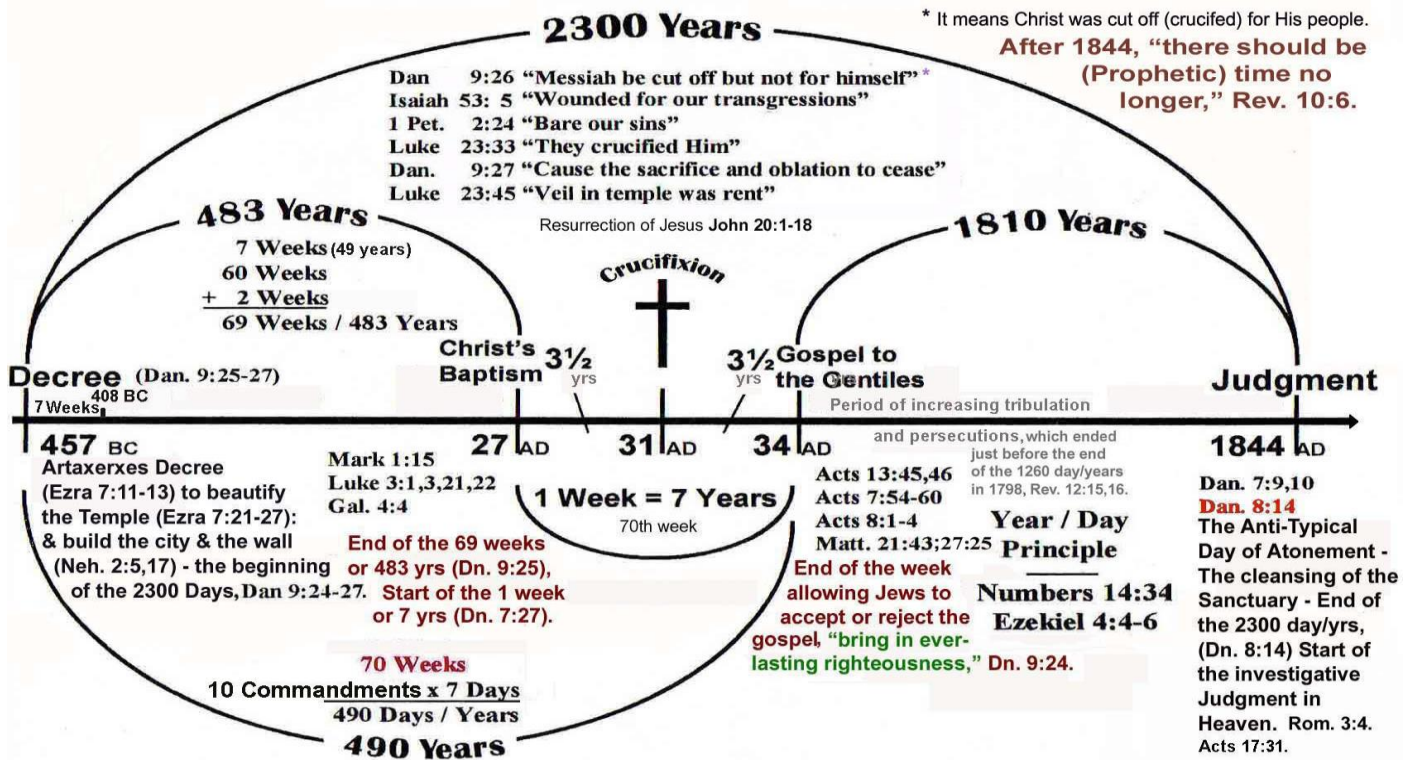 2300 Years
* It means Christ was cut off (crucifed) for His people.
After 1844, “there should be
(Prophetic) time no
longer,” Rev. 10:6.
Dan 9:26 “Messiah be cut off but not for himself” *
Isaiah 53: 5 “Wounded for our transgressions”
1 Pet. 2:24 “Bare our sins”
Luke 23:33 “They crucified Him”
Dan. 9:27 “Cause the sacrifice and oblation to cease”
Luke 23:45 “Veil in temple was rent”
Resurrection of Jesus John 20:1-18
483 Years
7 Weeks (49 years)
60 Weeks
+ 2 Weeks
69 Weeks / 483 Years
Crucifixion
1810 Years
Decree (Dan. 9:25-27)
7 Weeks 408 BC
Christ's
Baptism
3½
yrs
3½
yrs
Gospel to
the Gentiles
Judgment
Period of increasing tribulation
and persecutions, which ended
just before the end
of the 1260 day/years
in 1798, Rev. 12:15,16.
457 BC
27 AD
31 AD
34 AD
1844 AD
Artaxerxes Decree
(Ezra 7:11-13) to beautify
the Temple (Ezra 7:21-27):
& build the city & the wall
(Neh. 2:5,17) - the beginning
of the 2300 Days, Dan 9:24-27.
Mark 1:15
Luke 3:1,3,21,22
Gal. 4:4
End of the 69 weeks
or 483 yrs (Dn. 9:25),
Start of the 1 week
or 7 yrs (Dn. 7:27).
1 Week = 7 Years
70th week
Acts 13:45,46
Acts 7:54-60
Acts 8:1-4
Matt. 21:43;27:25
End of the week
allowing Jews to
accept or reject the
gospel, “bring in ever-
lasting righteousness,” Dn. 9.24.
Year / Day
Principle
Numbers 14:34
Ezekiel 4:4-6
Dan. 7:9,10
Dan. 8:14
The Anti-Typical
Day of Atonement -
The cleansing of the
Sanctuary - End of
the 2300 day/yrs,
(Dn. 8:14) Start of
the investigative
Judgment in
Heaven. Rom. 3:4.
Acts 17:31.
70 Weeks
10 Commandments x 7 Days
490 Days / Years
490 Years